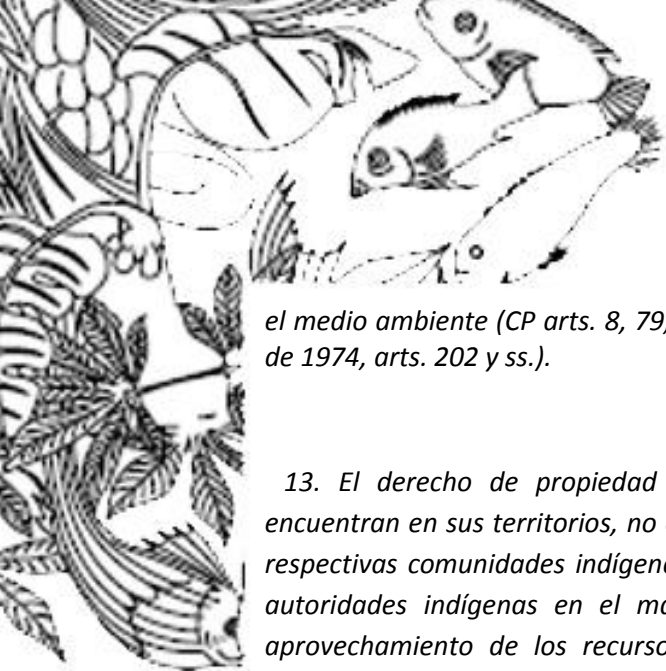 el medio ambiente (CP arts. 8, 79,
de 1974, arts. 202 y ss.).
13. El derecho de propiedad
encuentran en sus territorios, no
respectivas comunidades indígena
autoridades indígenas en el
aprovechamiento de los recurso